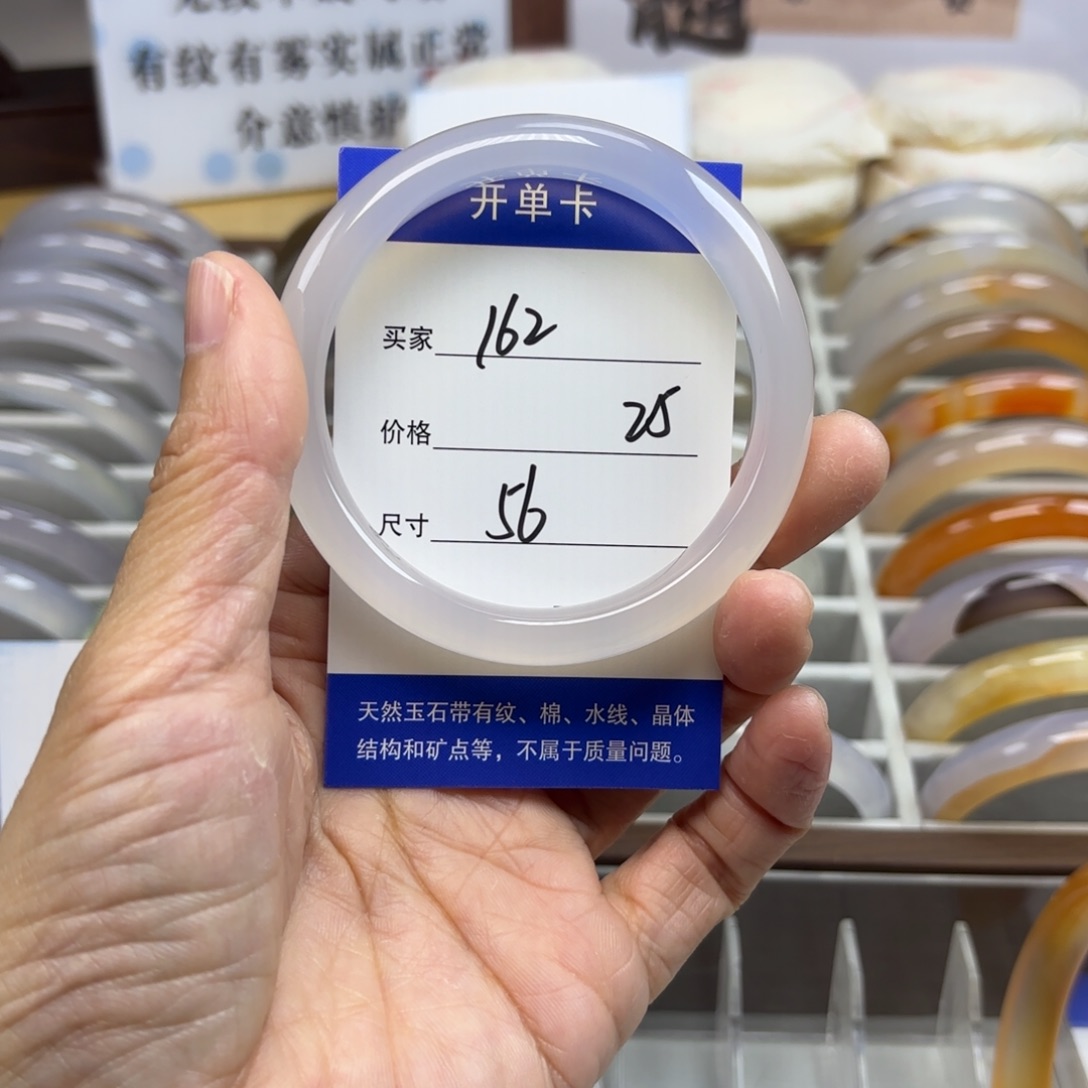 有纹有雾实属正常
介意慎拍
开单卡
买家 162
价格 25
尺寸 56
天然玉石带有纹、棉、水线、晶体
结构和矿点等，不属于质量问题。